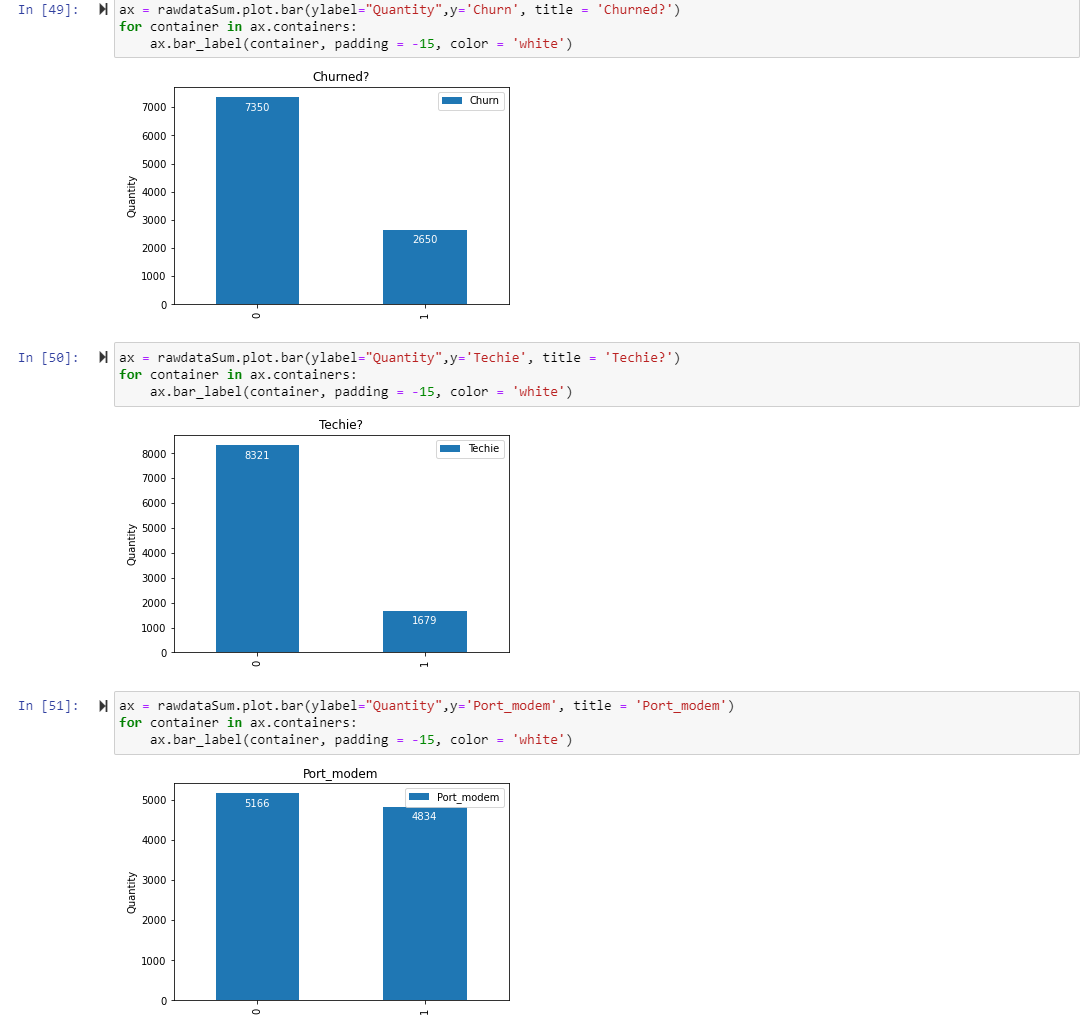 In [49]: ax = rawdataSum.plot.bar(ylabel="Quantity",y='Churn', title = 'Churned?')
for container in ax.containers:
    ax.bar_label(container, padding = -15, color = 'white')
Churned?
Churn
7000
6000
5000
4000
3000
2000
1000
0
Quantity
7350
2650
0
1
In [50]: ax = rawdataSum.plot.bar(ylabel="Quantity",y='Techie', title = 'Techie?')
for container in ax.containers:
    ax.bar_label(container, padding = -15, color = 'white')
Techie?
Techie
8000
7000
6000
5000
4000
3000
2000
1000
0
Quantity
8321
1679
0
1
In [51]: ax = rawdataSum.plot.bar(ylabel="Quantity",y='Port_modem', title = 'Port_modem')
for container in ax.containers:
    ax.bar_label(container, padding = -15, color = 'white')
Port_modem
Port_modem
5000
4000
3000
2000
1000
0
Quantity
5166
4834
0
1